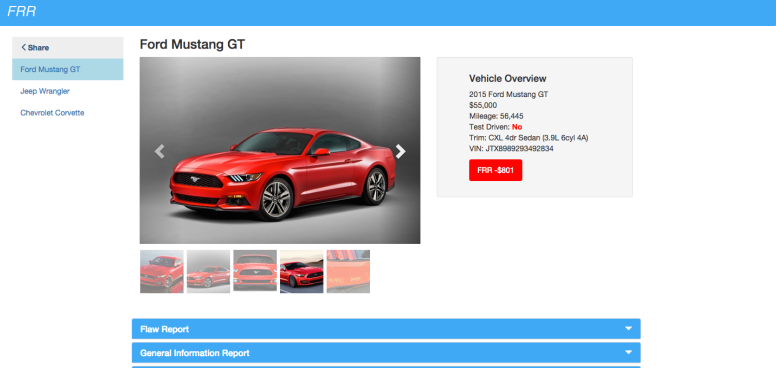 FRR
Share
Ford Mustang GT
Jeep Wrangler
Chevrolet Corvette
Ford Mustang GT
Vehicle Overview
2015 Ford Mustang GT
$55,000
Mileage: 56,445
Test Driven: No
Trim: CXL 4dr Sedan (3.9L 6cyl 4A)
VIN: JTX8989293492834
FRR -$801
Flaw Report
General Information Report